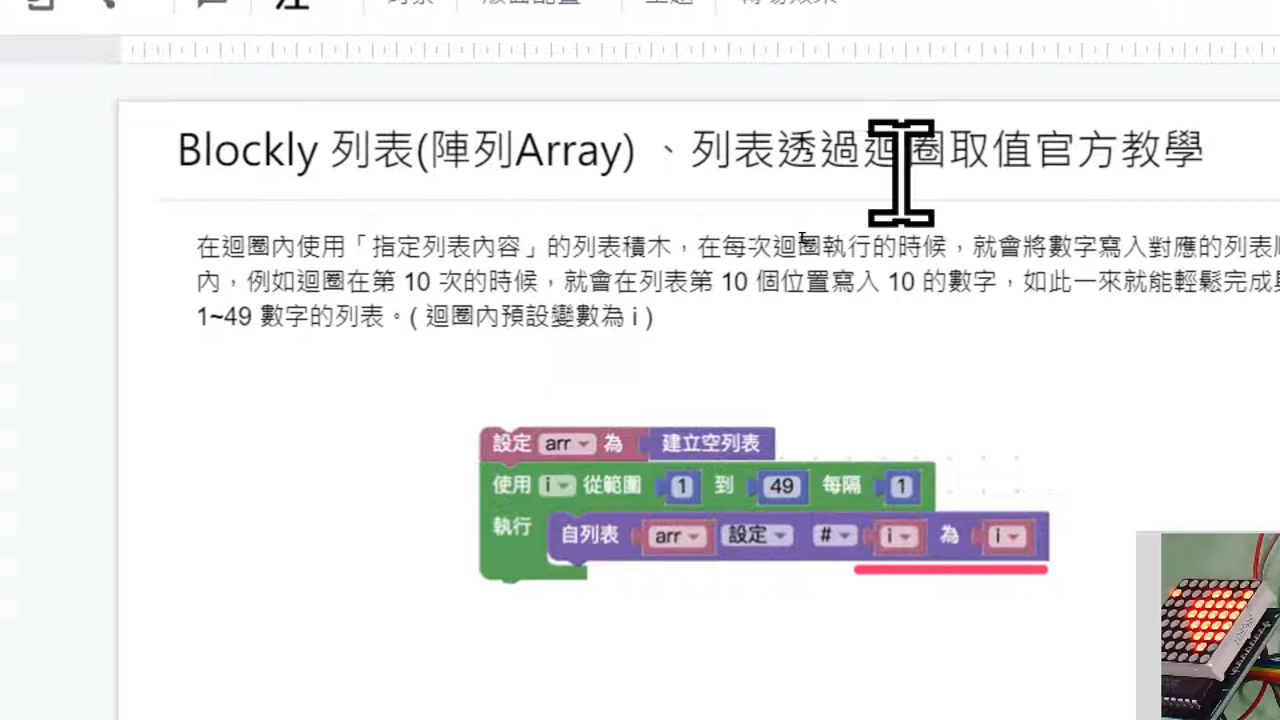 Blockly 列表(陣列Array) 、列表透過迴圈取值官方教學
在迴圈內使用「指定列表內容」的列表積木，在每次迴圈執行的時候，就會將數字寫入對應的列表
內，例如迴圈在第 10 次的時候，就會在列表第 10 個位置寫入 10 的數字，如此一來就能輕鬆完成
1~49 數字的列表。( 迴圈內預設變數為 i )
設定 arr 為 建立空列表
使用 i 從範圍 1 到 49 每隔 1
執行 自列表 arr 設定 # i 為 i